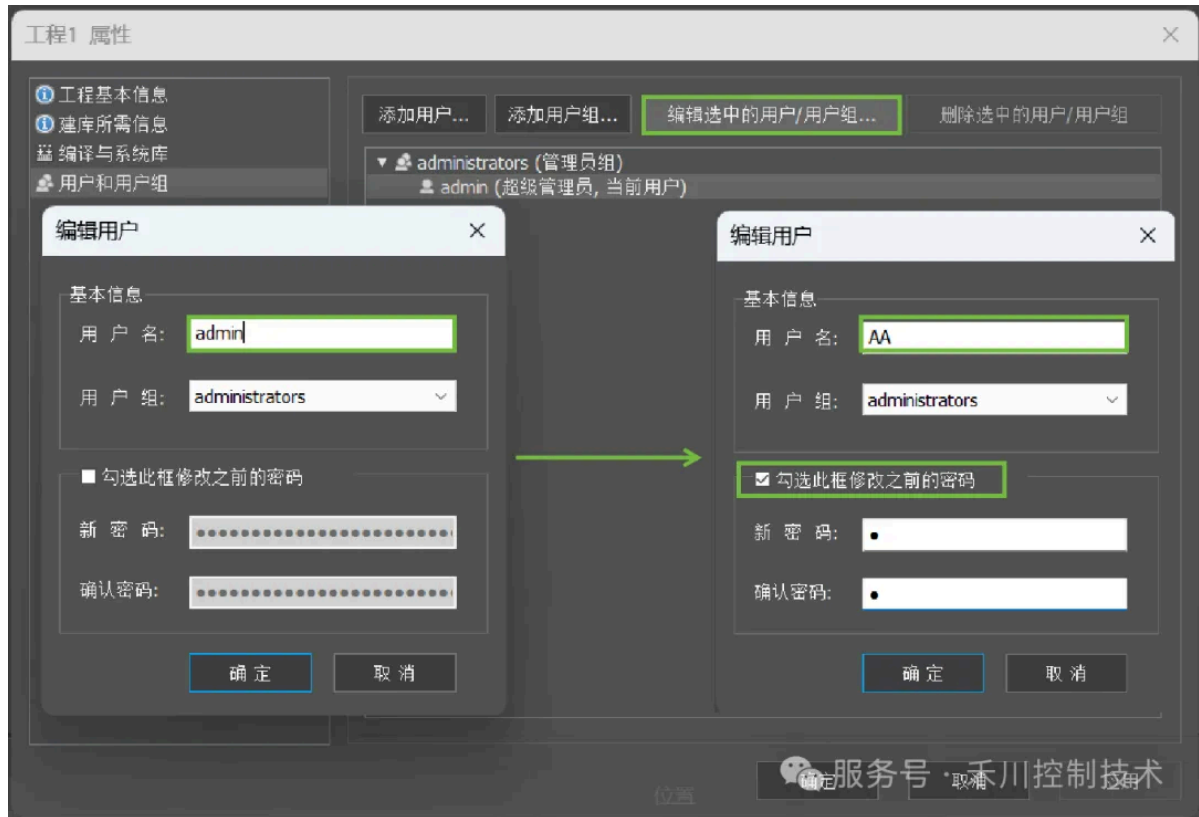 工程1 属性
工程基本信息
建库所需信息
编译与系统库
用户和用户组
添加用户... 添加用户组... 编辑选中的用户/用户组... 删除选中的用户/用户组
administrators (管理员组)
admin (超级管理员, 当前用户)
编辑用户
基本信息
用 户 名: admin
用 户 组: administrators
勾选此框修改之前的密码
新 密 码:
确认密码:
确 定 取 消
编辑用户
基本信息
用 户 名: AA
用 户 组: administrators
勾选此框修改之前的密码
新 密 码:
确认密码:
确 定 取 消
位置
确定 取消 应用
服务号 · 禾川控制技术